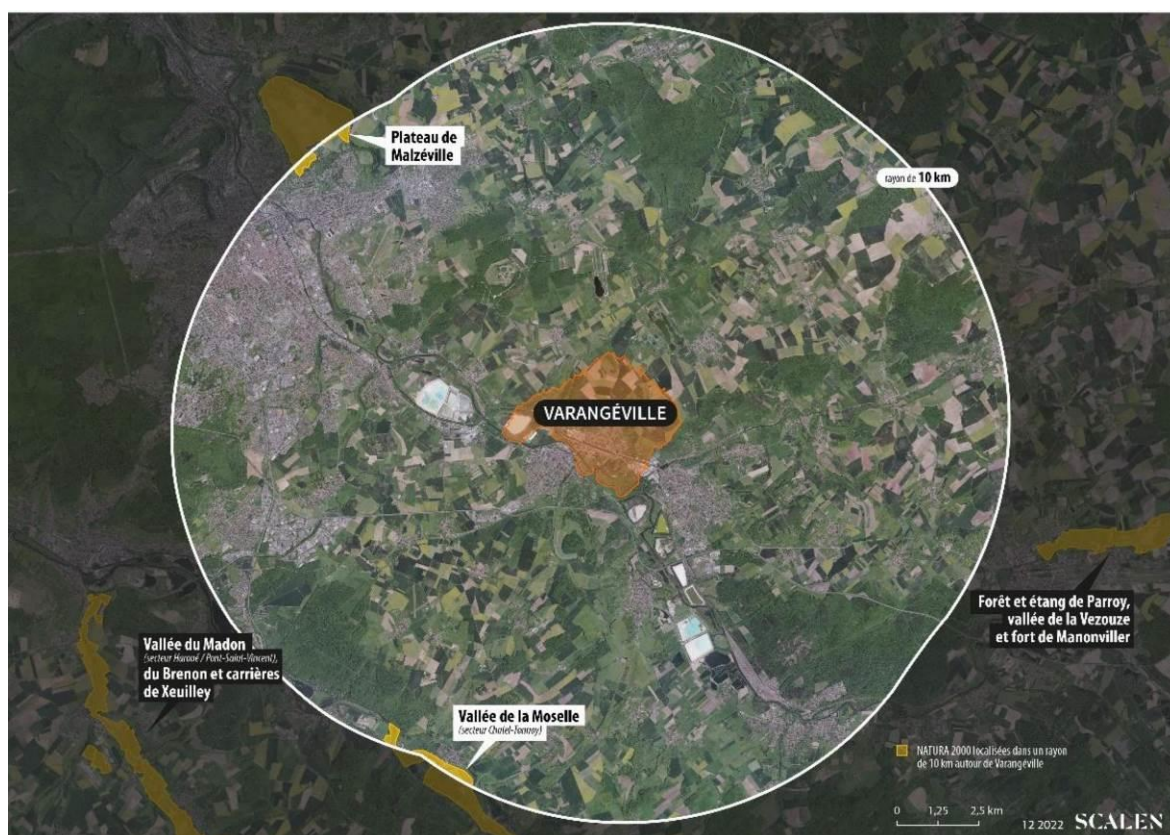 Plateau de
Malzéville
rayon de 10 km
VARANGÉVILLE
Forêt et étang de Parroy,
vallée de la Vezouze
et fort de Manonviller
Vallée du Madon
(secteur Haroué / Pont-Saint-Vincent),
du Brenon et carrières
de Xeuilley
Vallée de la Moselle
(secteur Chatel-Tonnoy)
NATURA 2000 localisées dans un rayon
de 10 km autour de Varangéville
0 1,25 2,5 km
12 2022 SCALEN